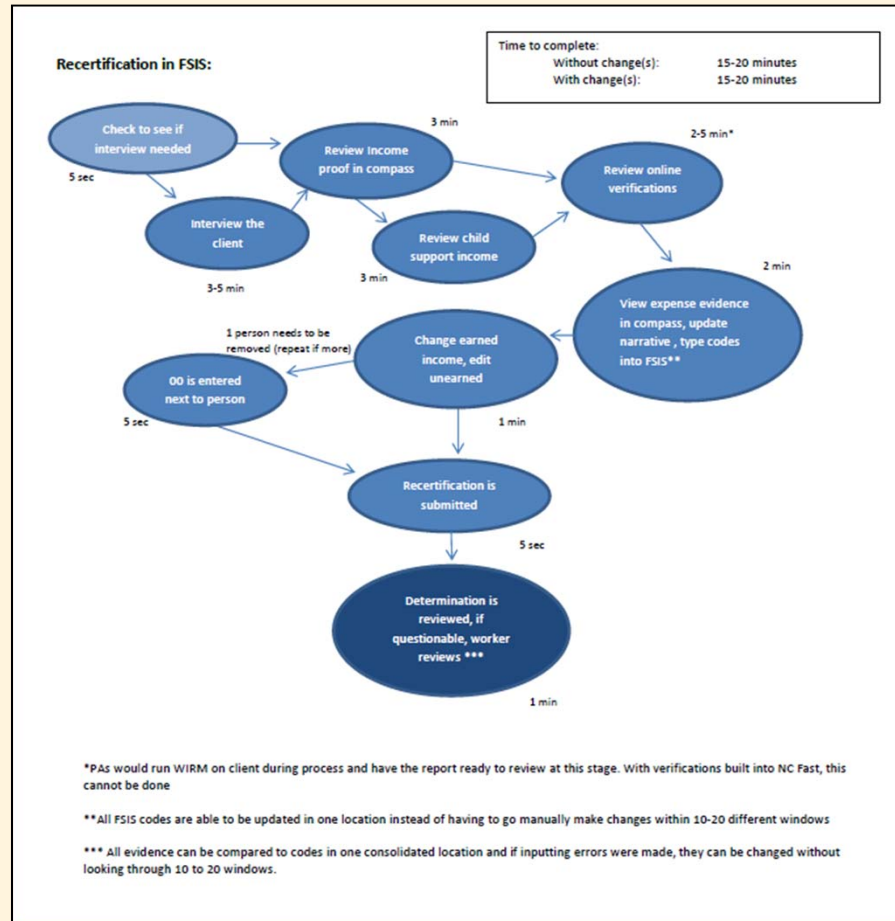 Recertification in FSIS:
Time to complete:
Without change(s): 15-20 minutes
With change(s): 15-20 minutes
Check to see if
interview needed
5 sec
Interview the
client
3-5 min
3 min
Review Income
proof in compass
Review child
support income
3 min
2-5 min*
Review online
verifications
2 min
View expense evidence
in compass, update
narrative , type codes
into FSIS**
Change earned
income, edit
unearned
1 min
1 person needs to be
removed (repeat if more)
00 is entered
next to person
5 sec
Recertification is
submitted
5 sec
Determination is
reviewed, if
questionable, worker
reviews ***
1 min
*PAs would run WIRM on client during process and have the report ready to review at this stage. With verifications built into NC Fast, this
cannot be done
**All FSIS codes are able to be updated in one location instead of having to go manually make changes within 10-20 different windows
*** All evidence can be compared to codes in one consolidated location and if inputting errors were made, they can be changed without
looking through 10 to 20 windows.